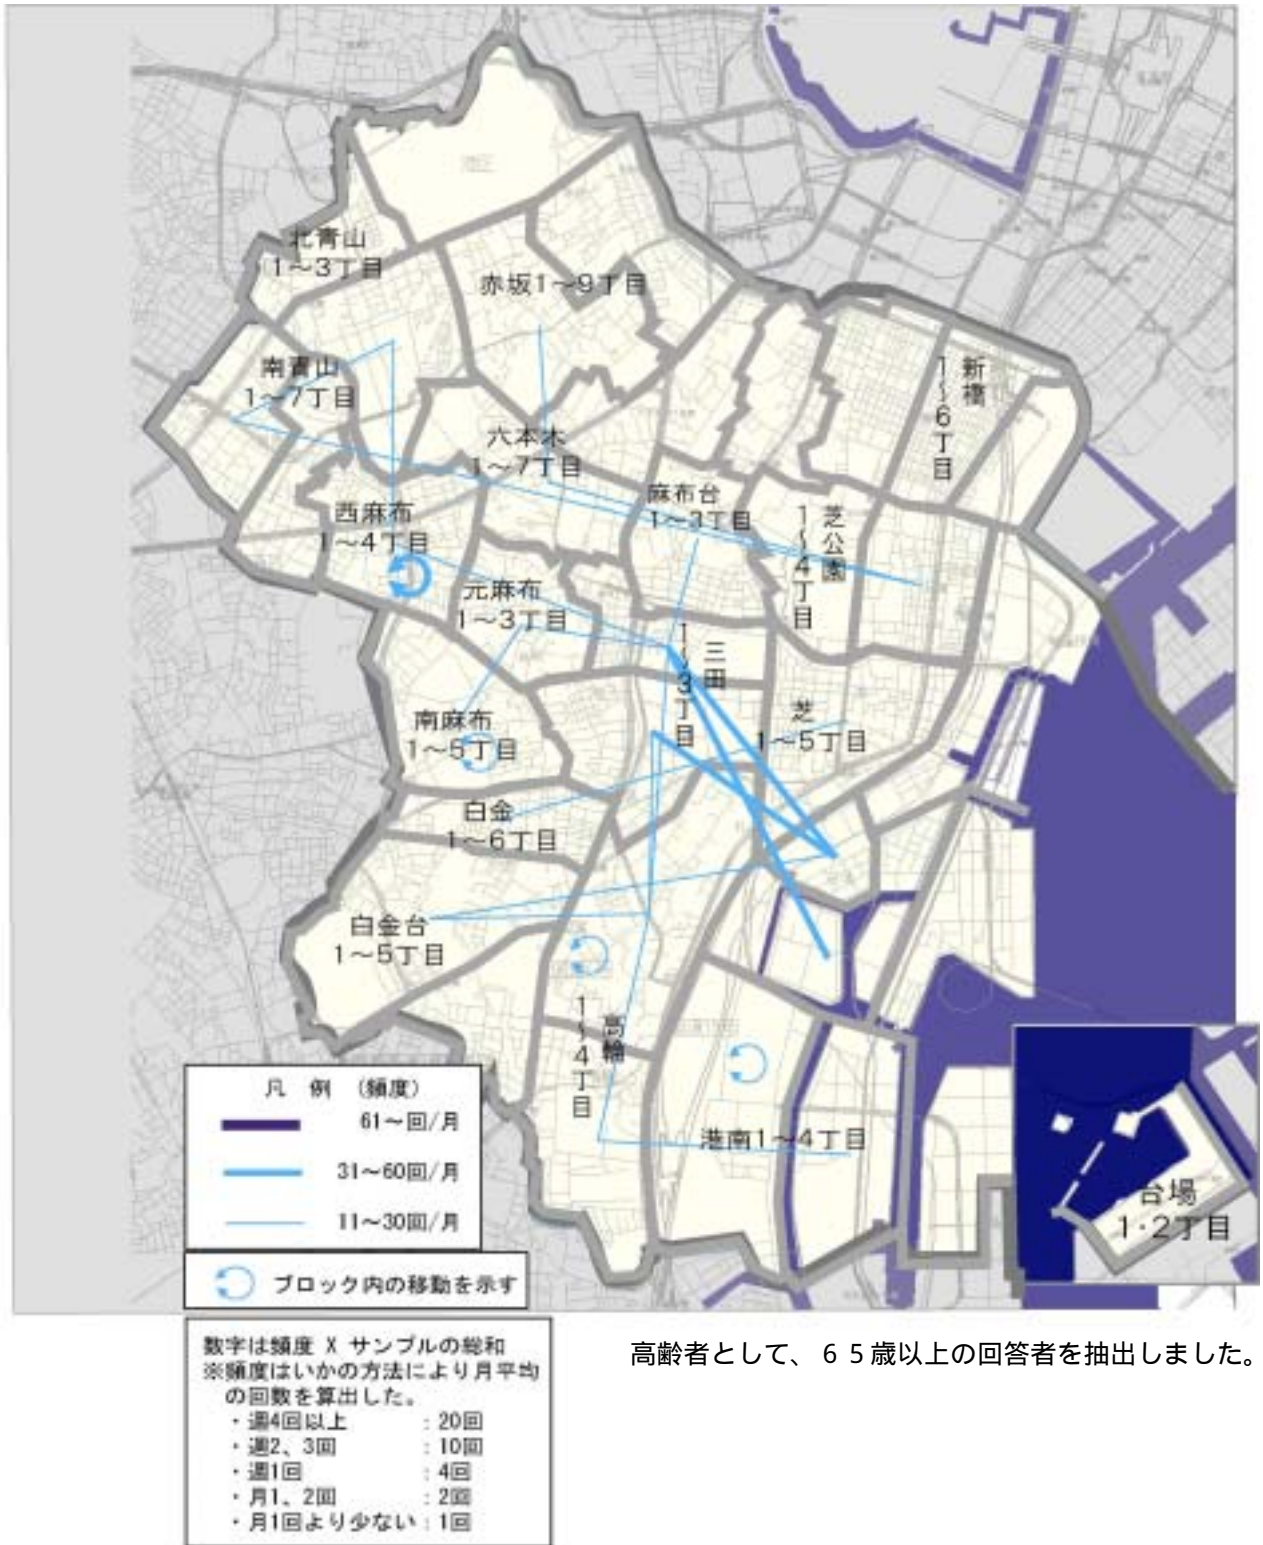 北青山
1～3丁目
赤坂1～9丁目
南青山
1～7丁目
新橋
1～6丁目
六本木
1～7丁目
麻布台
1～3丁目
西麻布
1～4丁目
芝公園
1～4丁目
元麻布
1～3丁目
三田
1～3丁目
南麻布
1～5丁目
芝
1～5丁目
白金
1～6丁目
白金台
1～5丁目
高輪
1～4丁目
港南1～4丁目
台場
1・2丁目
凡 例 (頻度)
61～回/月
31～60回/月
11～30回/月
ブロック内の移動を示す
数字は頻度 X サンプルの総和
※頻度はいかの方法により月平均
の回数を算出した。
・週4回以上 : 20回
・週2、3回 : 10回
・週1回 : 4回
・月1、2回 : 2回
・月1回より少ない : 1回
高齢者として、６５歳以上の回答者を抽出しました。